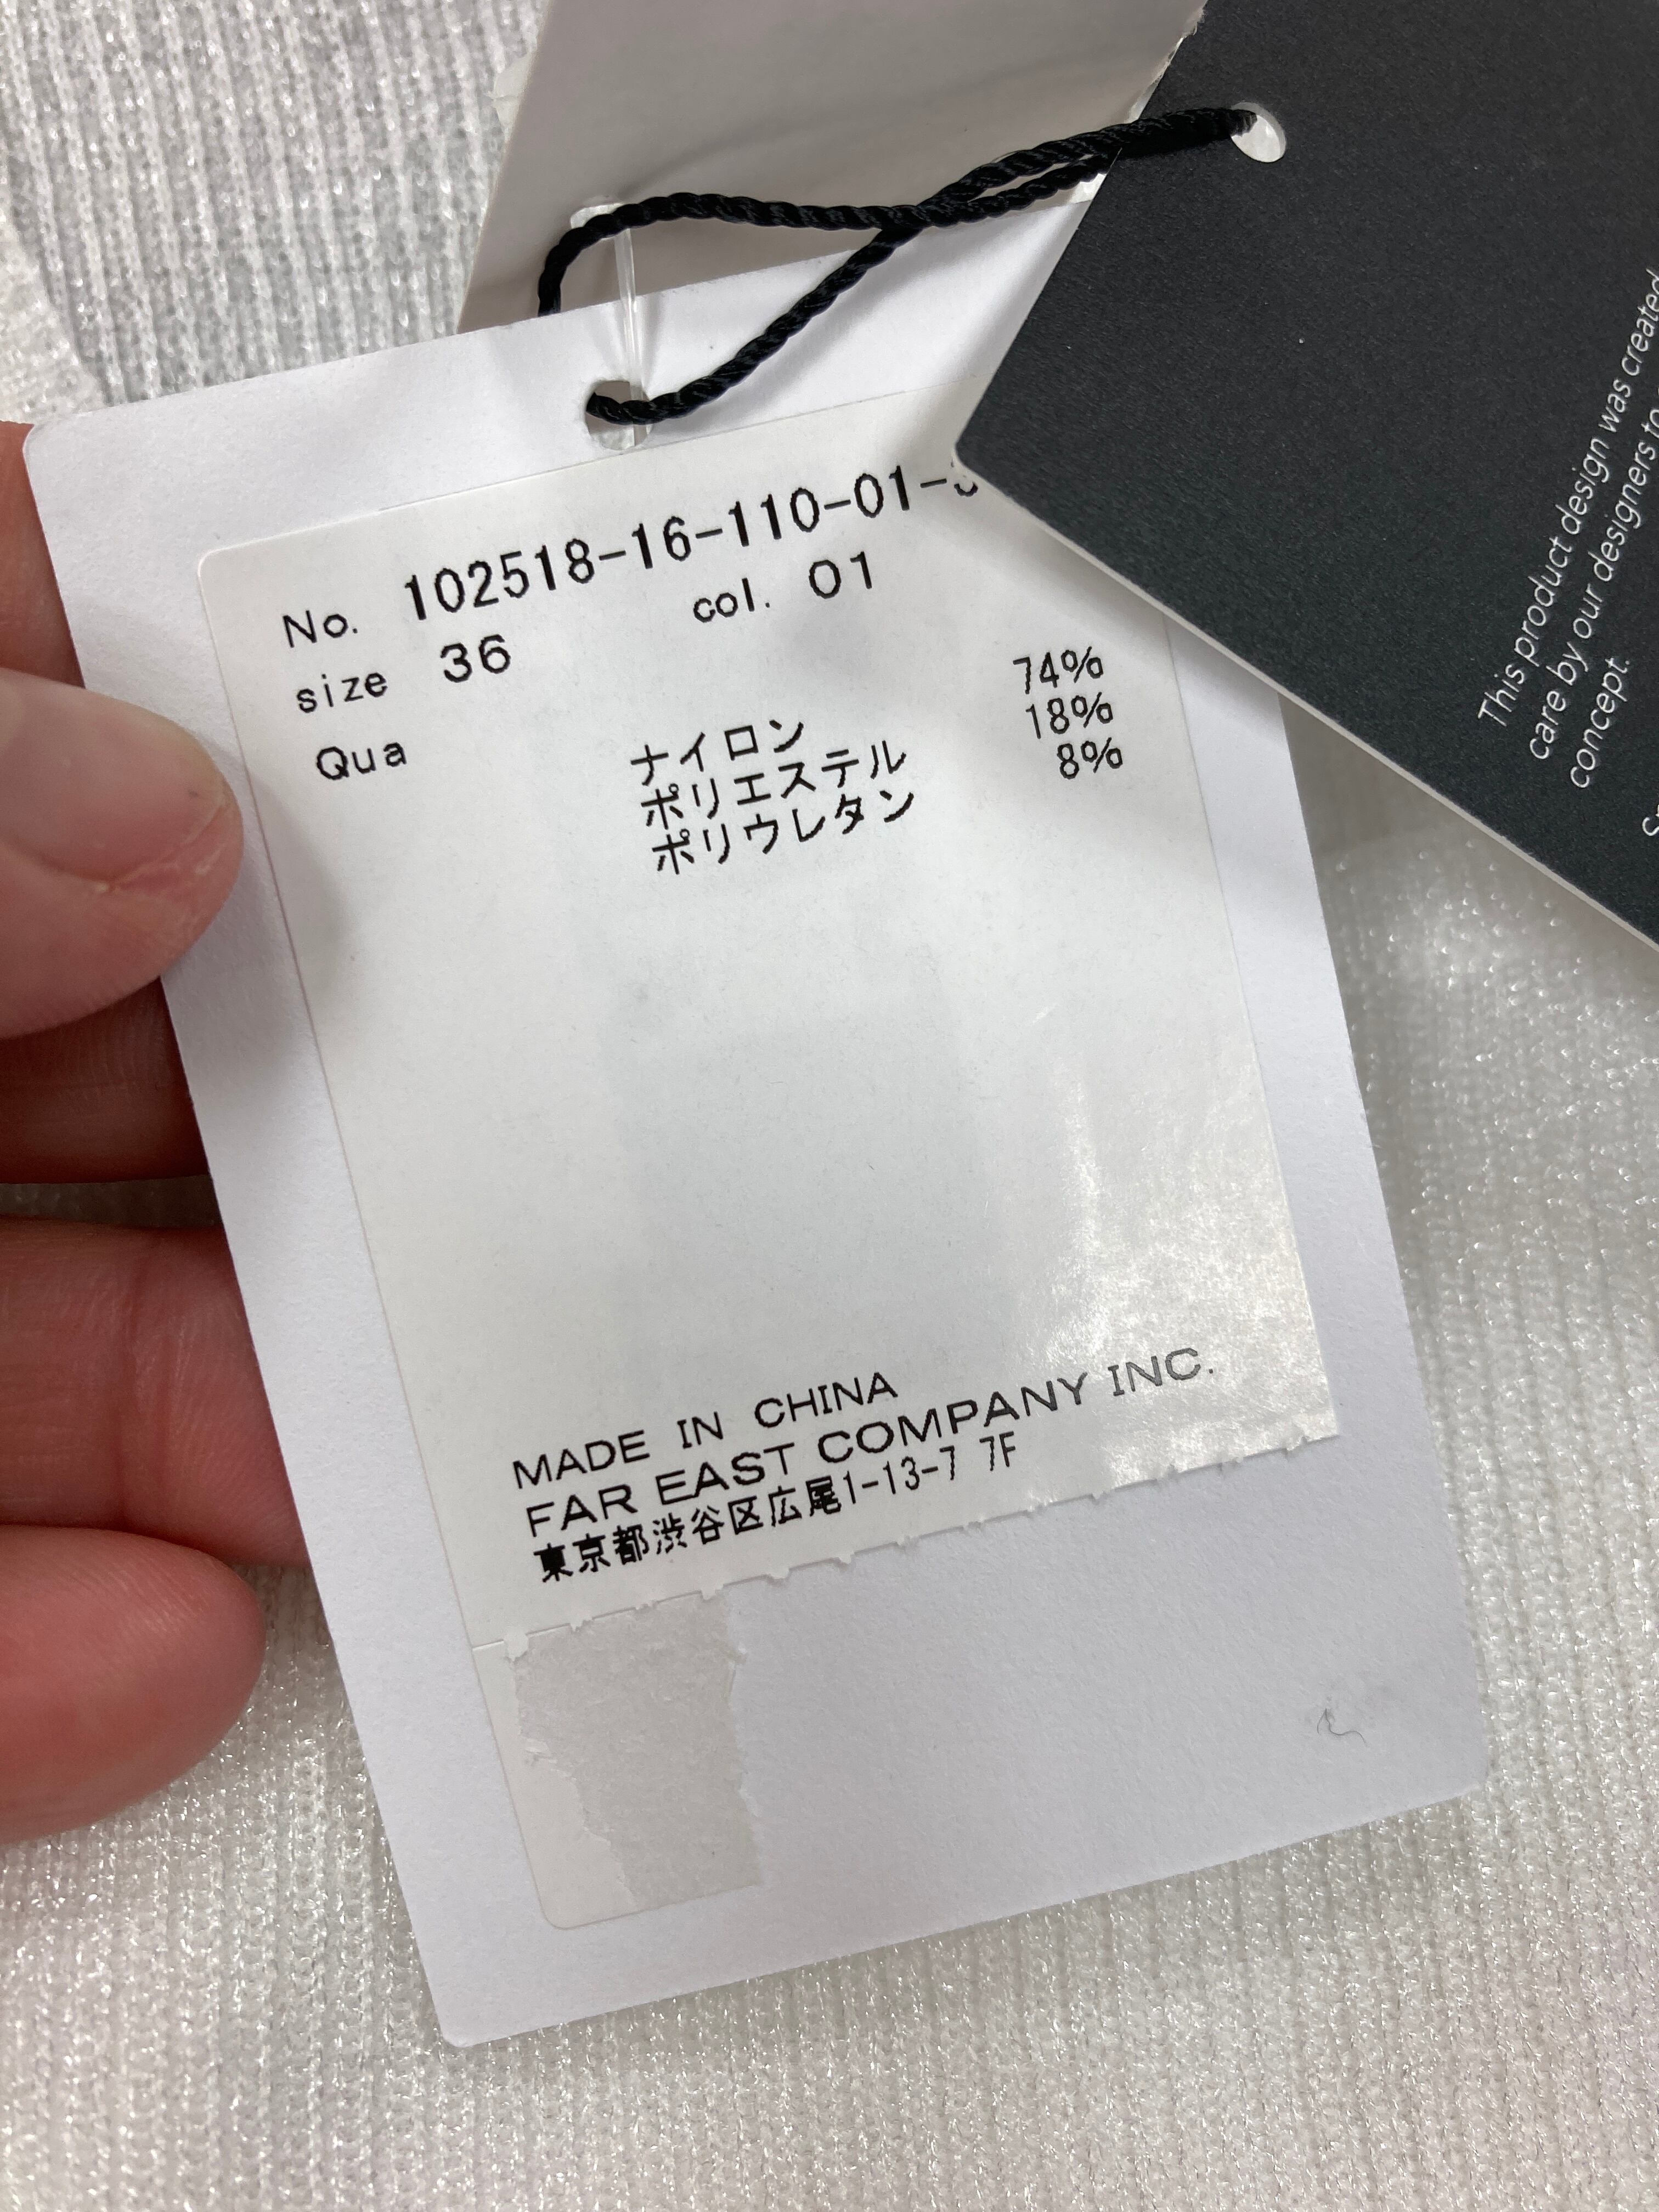 No. 102518-16-110-01-
size 36 col. 01
Qua
ナイロン 74%
ポリエステル 18%
ポリウレタン 8%
MADE IN CHINA
FAR EAST COMPANY INC.
東京都渋谷区広尾1-13-7 7F
This product design was created
care by our designers to
concept.